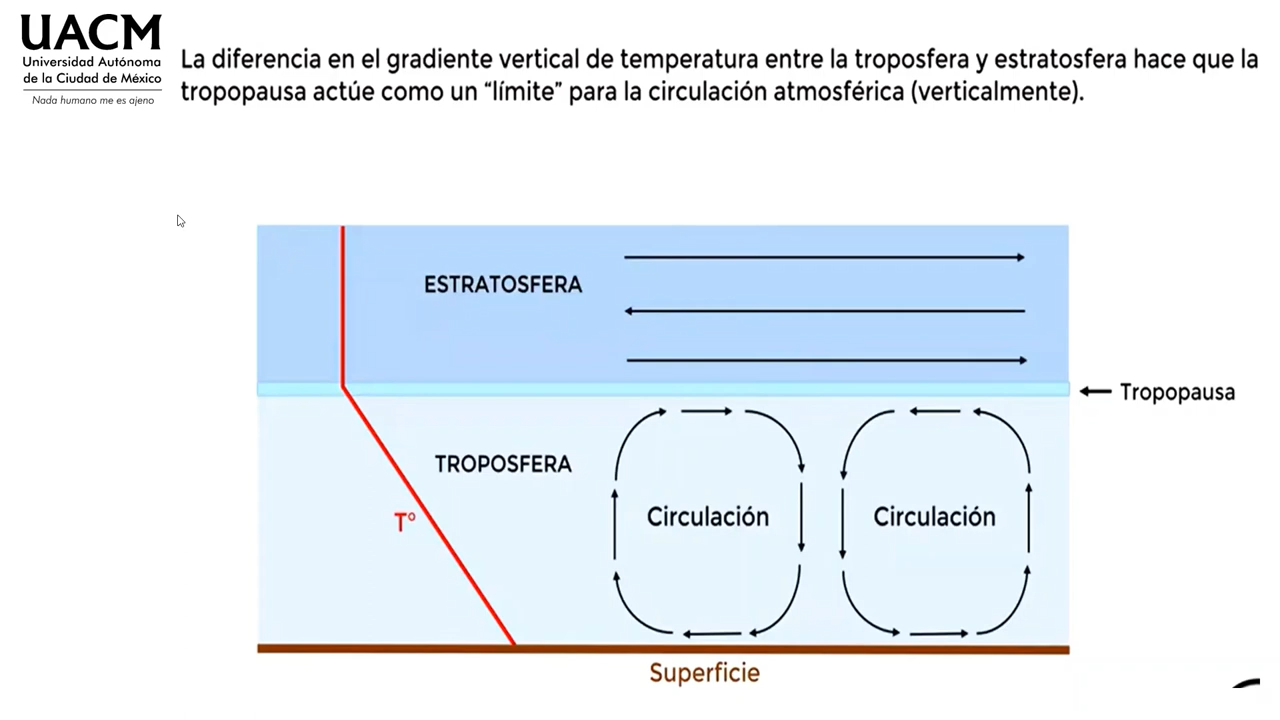 UACM
Universidad Autónoma
de la Ciudad de México
Nada humano me es ajeno
La diferencia en el gradiente vertical de temperatura entre la troposfera y estratosfera hace que la
tropopausa actúe como un “límite” para la circulación atmosférica (verticalmente).
ESTRATOSFERA
Tropopausa
TROPOSFERA
T°
Circulación
Circulación
Superficie